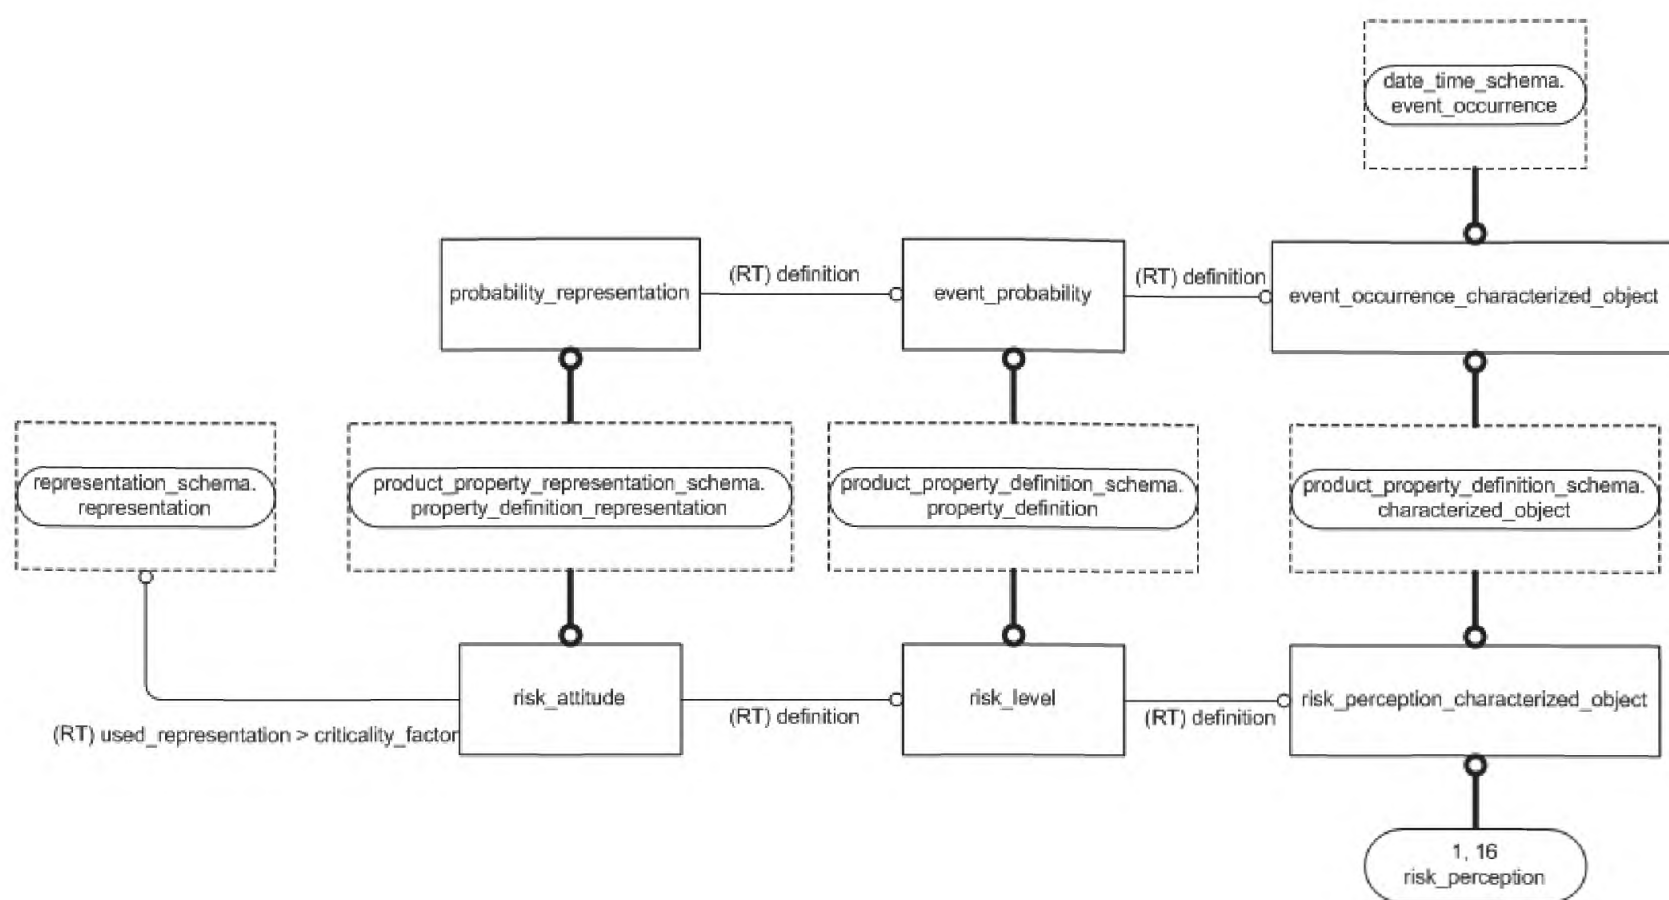 date_time_schema.
event_occurrence
probability_representation
(RT) definition
event_probability
(RT) definition
event_occurrence_characterized_object
representation_schema.
representation
product_property_representation_schema.
property_definition_representation
product_property_definition_schema.
property_definition
product_property_definition_schema.
characterized_object
(RT) used_representation > criticality_factor
risk_attitude
(RT) definition
risk_level
(RT) definition
risk_perception_characterized_object
1, 16
risk_perception